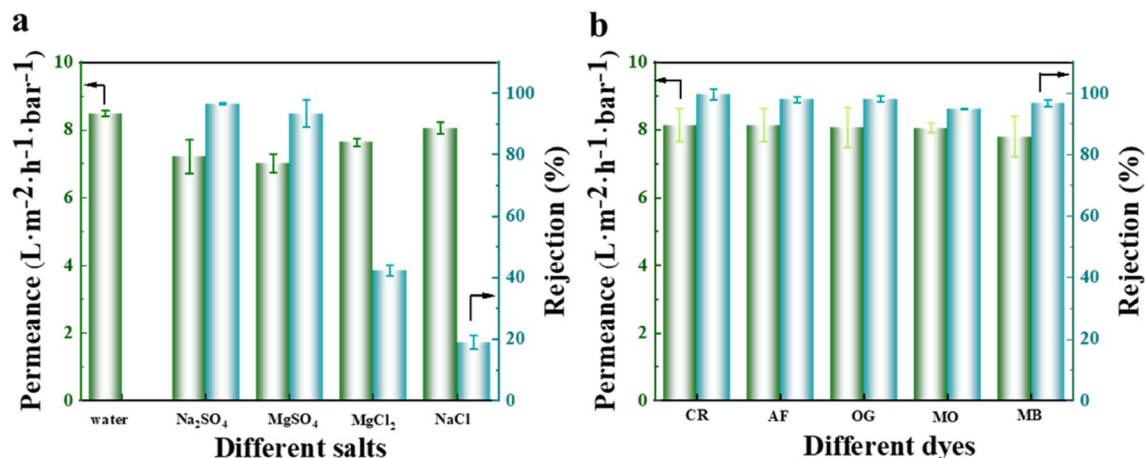 a
Permeance (L·m⁻²·h⁻¹·bar⁻¹)
10
8
6
4
2
0
100
80
60
40
20
0
Rejection (%)
water Na₂SO₄ MgSO₄ MgCl₂ NaCl
Different salts
b
Permeance (L·m⁻²·h⁻¹·bar⁻¹)
10
8
6
4
2
0
100
80
60
40
20
0
Rejection (%)
CR AF OG MO MB
Different dyes